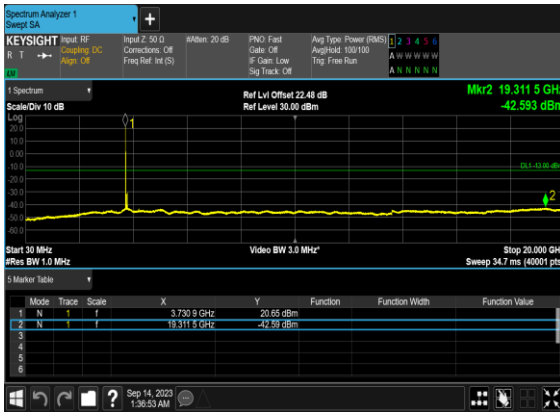 Spectrum Analyzer 1
Swept SA
+
KEYSIGHT
R T
LXI
Input: RF
Coupling: DC
Align: Off
Input Z: 50 Ω
Corrections: Off
Freq Ref: Int (S)
#Atten: 20 dB
PNO: Fast
Gate: Off
IF Gain: Low
Sig Track: Off
Avg Type: Power (RMS)
Avg|Hold: 100/100
Trig: Free Run
1 2 3 4 5 6
A W W W W W
A N N N N N
1 Spectrum
Scale/Div 10 dB
Ref Lvl Offset 22.48 dB
Ref Level 30.00 dBm
Mkr2 19.311 5 GHz
-42.593 dBm
Log
20.0
10.0
0.00
-10.0
-20.0
-30.0
-40.0
-50.0
-60.0
1
DL1 -13.00 dBm
2
Start 30 MHz
#Res BW 1.0 MHz
Video BW 3.0 MHz*
Stop 20.000 GHz
Sweep 34.7 ms (40001 pts)
5 Marker Table
Mode Trace Scale X Y Function Function Width Function Value
1 N 1 f 3.730 9 GHz 20.65 dBm
2 N 1 f 19.311 5 GHz -42.59 dBm
3
4
5
6
?
Sep 14, 2023
1:36:53 AM